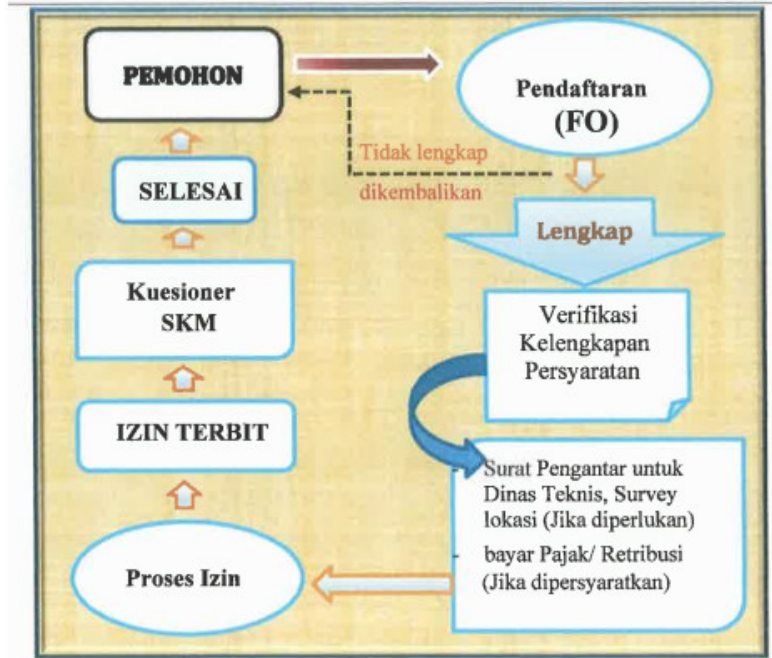 PEMOHON
Pendaftaran
(FO)
Tidak lengkap
dikembalikan
Lengkap
Verifikasi
Kelengkapan
Persyaratan
- Surat Pengantar untuk
Dinas Teknis, Survey
lokasi (Jika diperlukan)
- bayar Pajak/ Retribusi
(Jika dipersyaratkan)
Proses Izin
IZIN TERBIT
Kuesioner
SKM
SELESAI